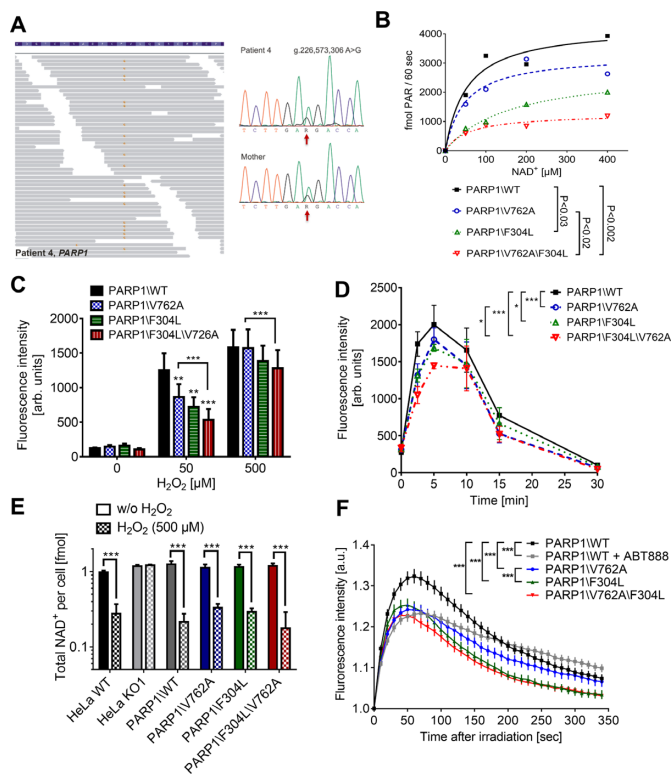 A
Patient 4, PARP1
Patient 4 g.226,573,306 A>G
T C T T G A R G A C C A
Mother
T C T T G A R G A C C A
B
fmol PAR / 60 sec
4000
3000
2000
1000
0
0 100 200 300 400
NAD+ [µM]
PARP1\WT
PARP1\V762A
PARP1\F304L
PARP1\V762A\F304L
P<0.03
P<0.02
P<0.002
C
PARP1\WT
PARP1\V762A
PARP1\F304L
PARP1\F304L\V726A
Fluorescence intensity
[arb. units]
2000
1500
1000
500
0
*** ***
** ** ***
0 50 500
H2O2 [µM]
D
Fluorescence intensity
[arb. units]
2500
2000
1500
1000
500
0
0 5 10 15 20 25 30
Time [min]
* *** * ***
PARP1\WT
PARP1\V762A
PARP1\F304L
PARP1\F304L\V762A
E
w/o H2O2
H2O2 (500 µM)
Total NAD+ per cell [fmol]
1
0.1
*** *** *** *** ***
HeLa WT
HeLa KO1
PARP1\WT
PARP1\V762A
PARP1\F304L
PARP1\F304L\V762A
F
Flurorescence intensity [a.u.]
1.4
1.3
1.2
1.1
1.0
0 50 100 150 200 250 300 350
Time after irradiation [sec]
*** *** *** *** ***
PARP1\WT
PARP1\WT + ABT888
PARP1\V762A
PARP1\F304L
PARP1\V762A\F304L